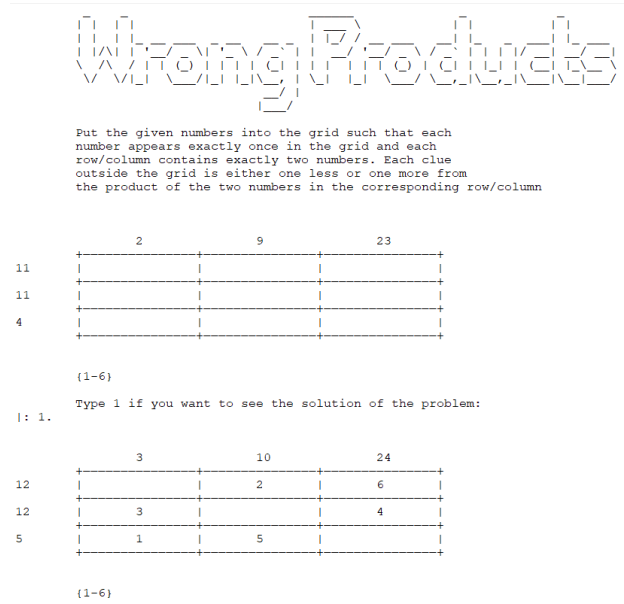 WrongProducts
Put the given numbers into the grid such that each
number appears exactly once in the grid and each
row/column contains exactly two numbers. Each clue
outside the grid is either one less or one more from
the product of the two numbers in the corresponding row/column
2 9 23
11
11
4
{1-6}
Type 1 if you want to see the solution of the problem:
|: 1.
3 10 24
12 2 6
12 3 4
5 1 5
{1-6}